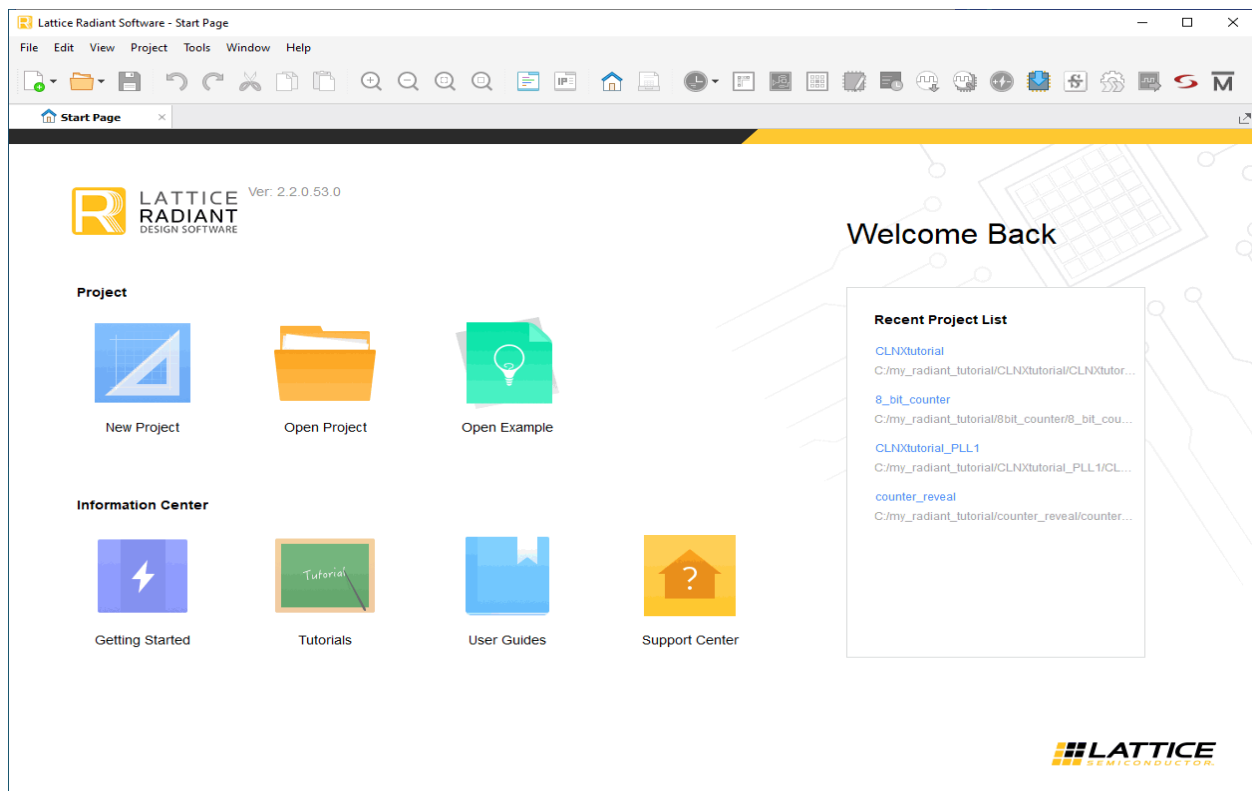 Lattice Radiant Software - Start Page
File Edit View Project Tools Window Help
IP
Start Page
LATTICE
RADIANT
DESIGN SOFTWARE
Ver: 2.2.0.53.0
Welcome Back
Project
New Project Open Project Open Example
Recent Project List
CLNXtutorial
C:/my_radiant_tutorial/CLNXtutorial/CLNXtutor...
8_bit_counter
C:/my_radiant_tutorial/8bit_counter/8_bit_cou...
CLNXtutorial_PLL1
C:/my_radiant_tutorial/CLNXtutorial_PLL1/CL...
counter_reveal
C:/my_radiant_tutorial/counter_reveal/counter...
Information Center
Tutorial
?
Getting Started Tutorials User Guides Support Center
LATTICE
SEMICONDUCTOR.